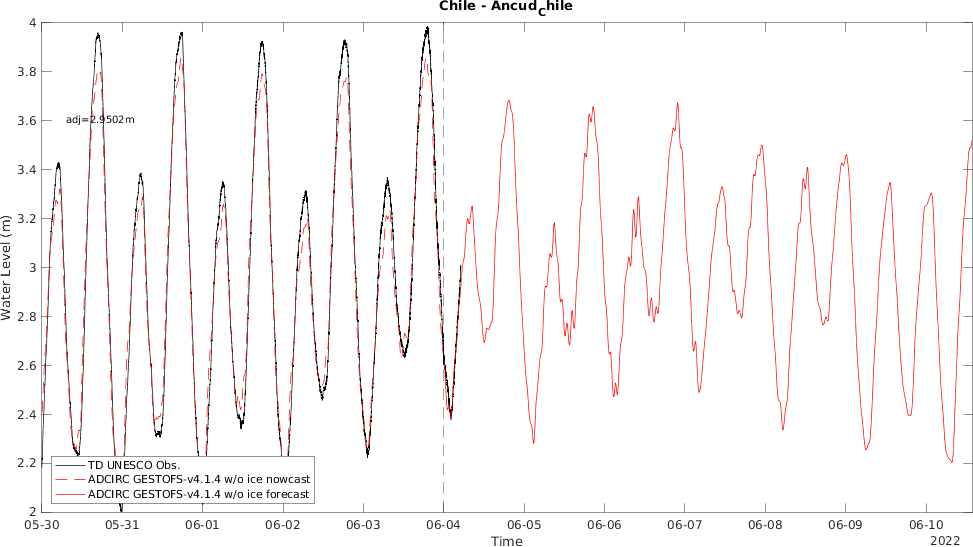 Chile - Ancud_Chile
4
3.8
3.6
3.4
3.2
3
2.8
2.6
2.4
2.2
2
Water Level (m)
adj=2.9502m
TD UNESCO Obs.
ADCIRC GESTOFS-v4.1.4 w/o ice nowcast
ADCIRC GESTOFS-v4.1.4 w/o ice forecast
05-30 05-31 06-01 06-02 06-03 06-04 06-05 06-06 06-07 06-08 06-09 06-10
Time
2022